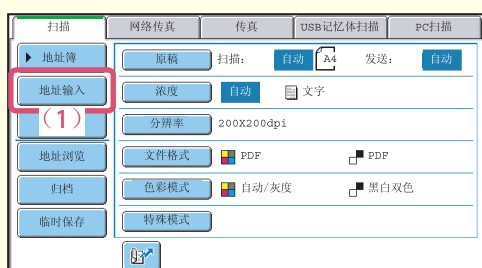 扫描 网络传真 传真 USB记忆体扫描 PC扫描
地址簿 原稿 扫描: 自动 A4 发送: 自动
地址输入 浓度 自动 文字
(1) 分辨率 200X200dpi
地址浏览 文件格式 PDF PDF
归档 色彩模式 自动/灰度 黑白双色
临时保存 特殊模式